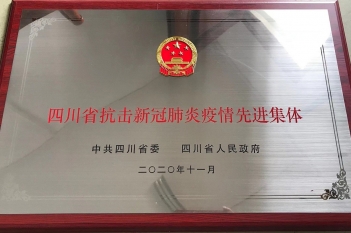 四川省抗击新冠肺炎疫情先进集体
中共四川省委 四川省人民政府
二〇二〇年十一月